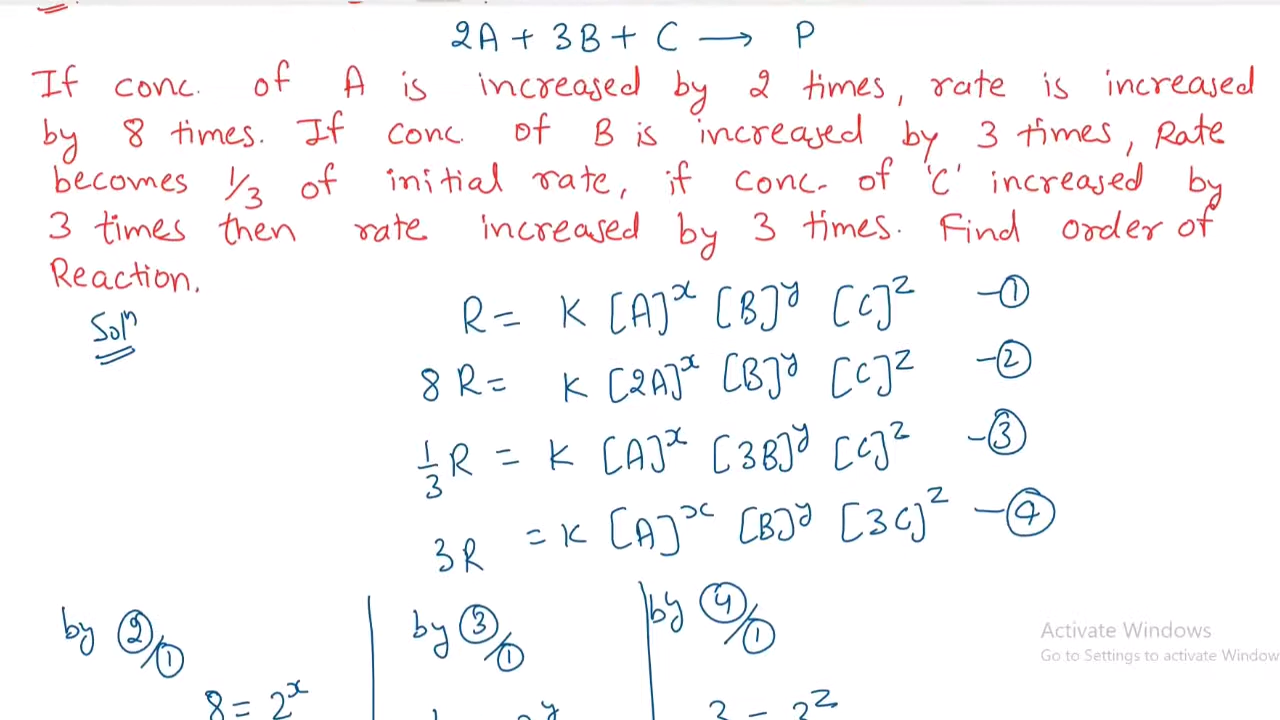 2A + 3B + C ⟶ P
If conc. of A is increased by 2 times, rate is increased
by 8 times. If conc. of B is increased by 3 times, Rate
becomes 1/3 of initial rate, if conc. of 'C' increased by
3 times then rate increased by 3 times. Find order of
Reaction.
Solⁿ
R = K [A]^x [B]^y [C]^z -①
8 R = K [2A]^x [B]^y [C]^z -②
1/3 R = K [A]^x [3B]^y [C]^z -③
3R = K [A]^x [B]^y [3C]^z -④
by ②/① by ③/① by ④/①
8 = 2^x
Activate Windows
Go to Settings to activate Window